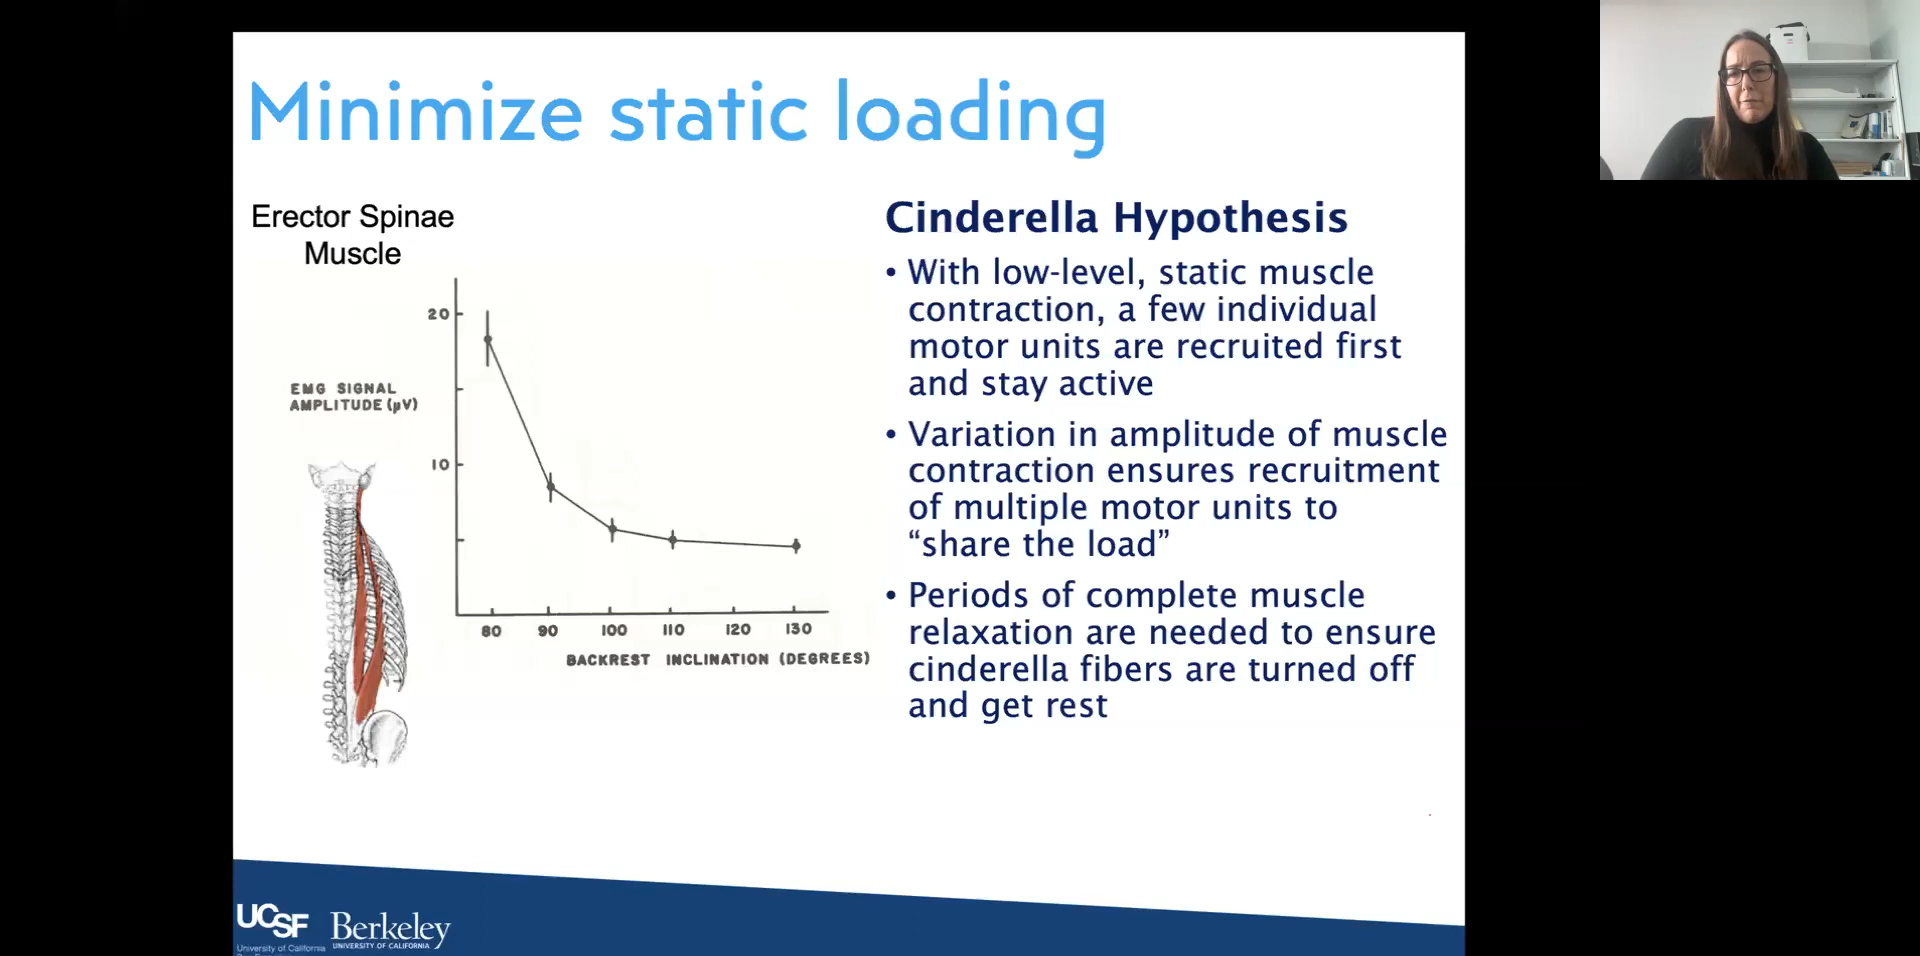 Minimize static loading
Erector Spinae
Muscle
20
EMG SIGNAL
AMPLITUDE (µV)
10
80 90 100 110 120 130
BACKREST INCLINATION (DEGREES)
Cinderella Hypothesis
• With low-level, static muscle
contraction, a few individual
motor units are recruited first
and stay active
• Variation in amplitude of muscle
contraction ensures recruitment
of multiple motor units to
“share the load”
• Periods of complete muscle
relaxation are needed to ensure
cinderella fibers are turned off
and get rest
UCSF
University of California
Berkeley
UNIVERSITY OF CALIFORNIA